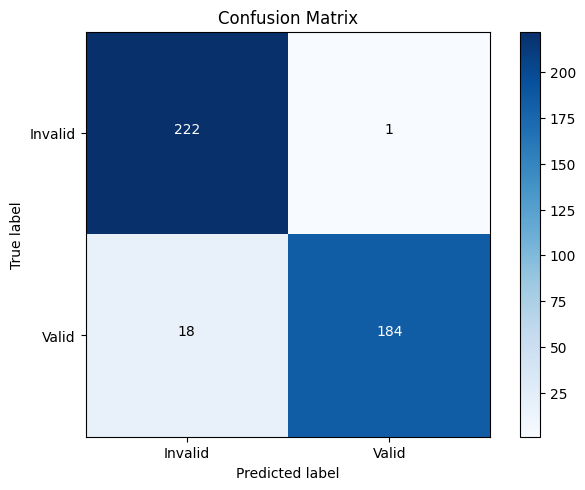 Confusion Matrix
Invalid
222
1
Valid
18
184
True label
Invalid
Valid
Predicted label
200
175
150
125
100
75
50
25